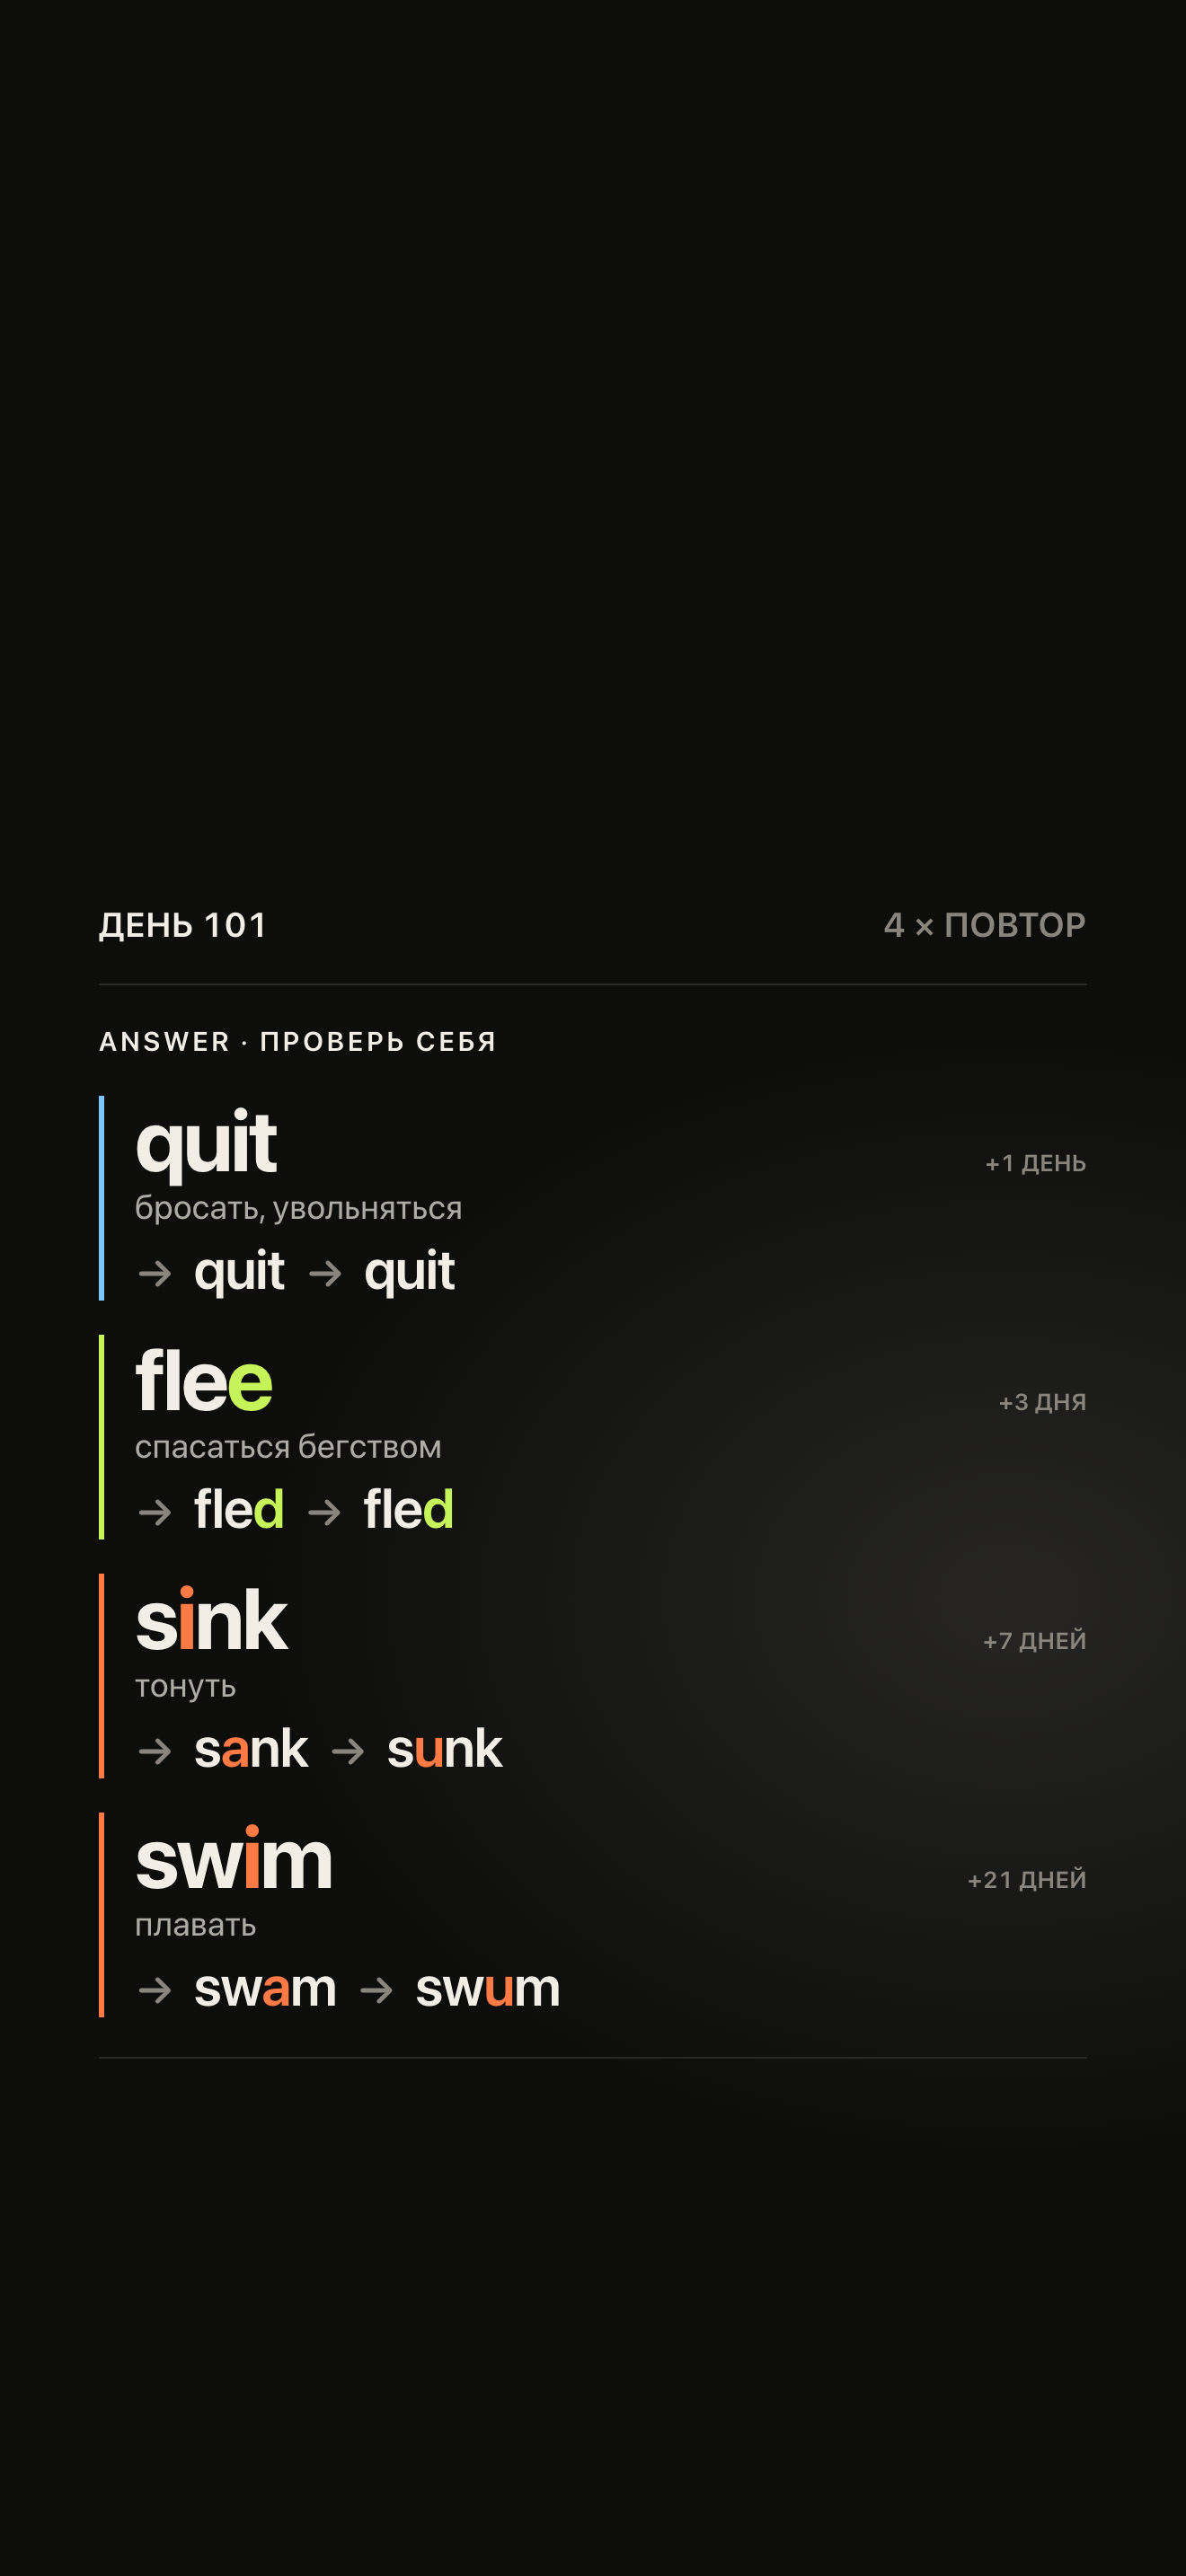 ДЕНЬ 101 4 × ПОВТОР
ANSWER · ПРОВЕРЬ СЕБЯ
quit +1 ДЕНЬ
бросать, увольняться
→ quit → quit
flee +3 ДНЯ
спасаться бегством
→ fled → fled
sink +7 ДНЕЙ
тонуть
→ sank → sunk
swim +21 ДНЕЙ
плавать
→ swam → swum